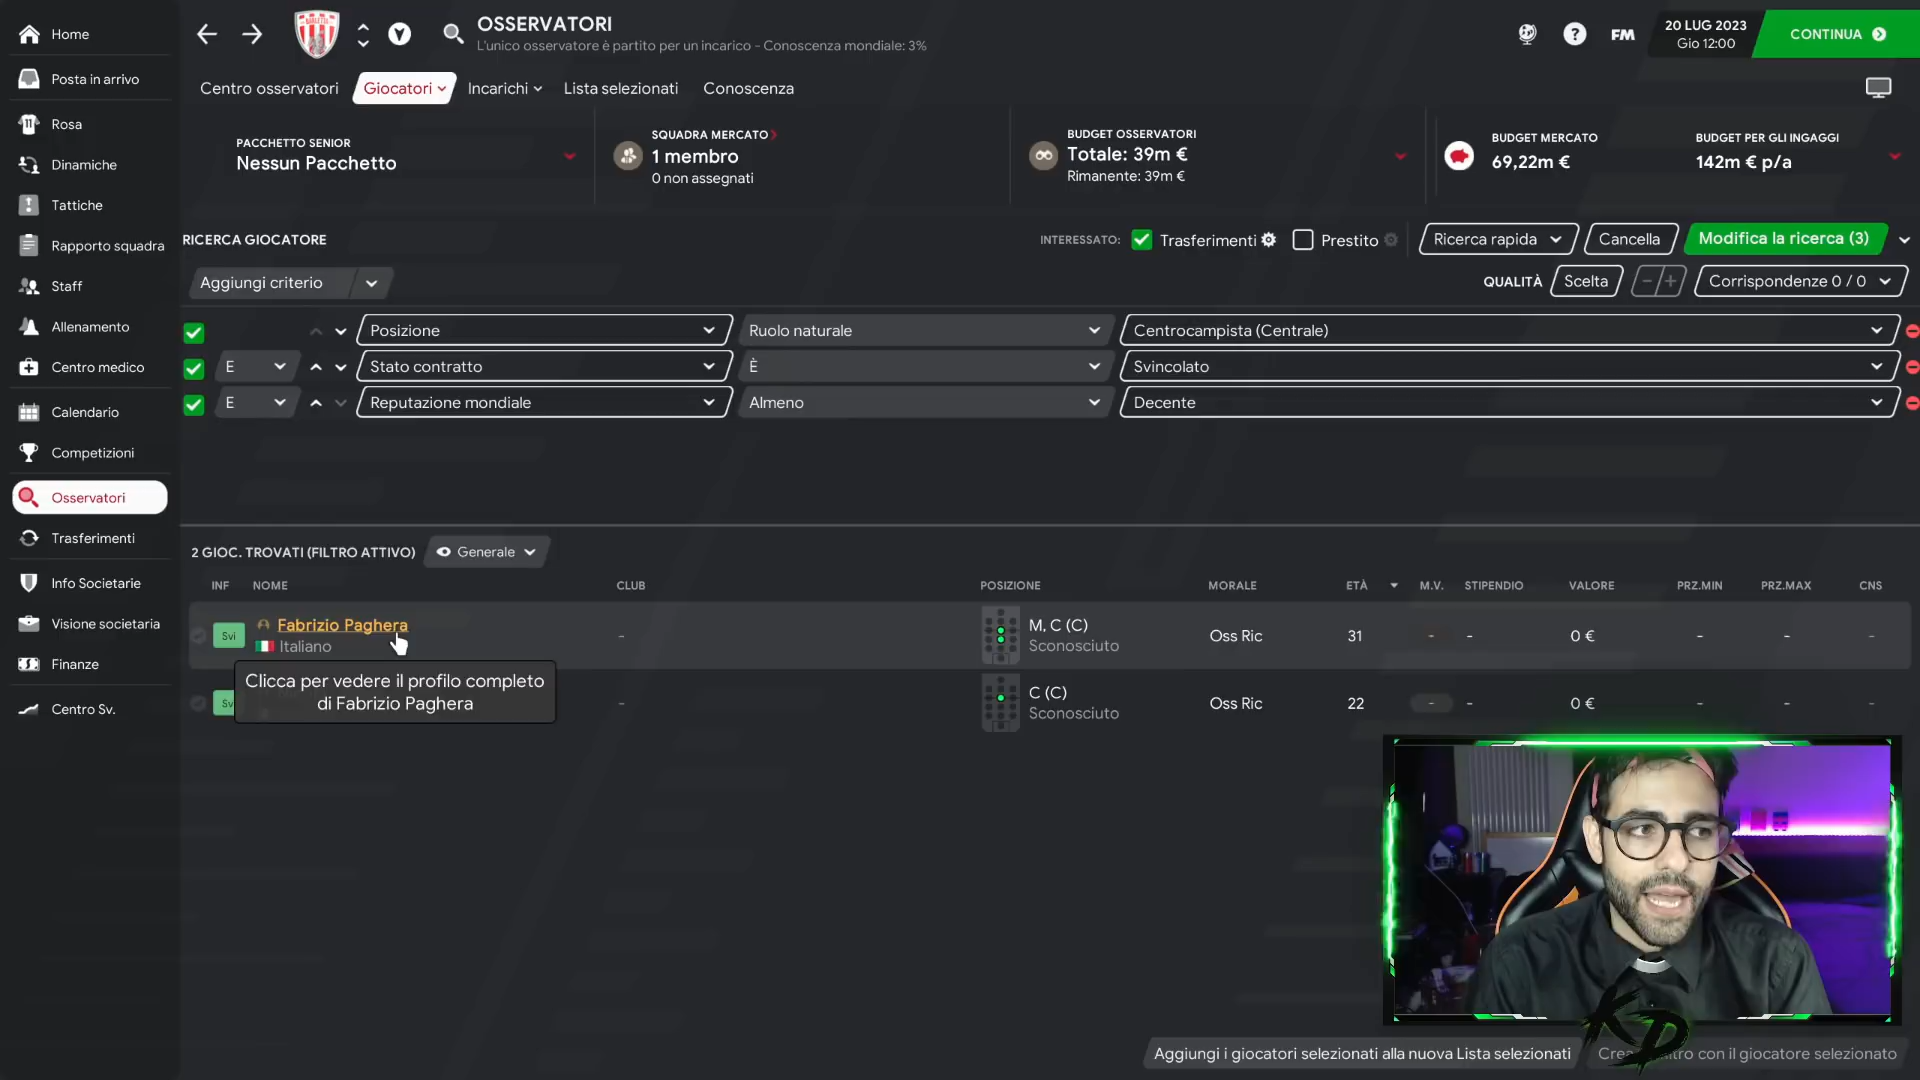 Home
Posta in arrivo
Rosa
Dinamiche
Tattiche
Rapporto squadra
Staff
Allenamento
Centro medico
Calendario
Competizioni
Osservatori
Trasferimenti
Info Societarie
Visione societaria
Finanze
Centro Sv.
OSSERVATORI
L'unico osservatore è partito per un incarico - Conoscenza mondiale: 3%
FM
20 LUG 2023
Gio 12:00
CONTINUA
Centro osservatori
Giocatori
Incarichi
Lista selezionati
Conoscenza
PACCHETTO SENIOR
Nessun Pacchetto
SQUADRA MERCATO
1 membro
0 non assegnati
BUDGET OSSERVATORI
Totale: 39m €
Rimanente: 39m €
BUDGET MERCATO
69,22m €
BUDGET PER GLI INGAGGI
142m € p/a
RICERCA GIOCATORE
INTERESSATO:
Trasferimenti
Prestito
Ricerca rapida
Cancella
Modifica la ricerca (3)
Aggiungi criterio
QUALITÀ
Scelta
- / +
Corrispondenze 0 / 0
Posizione
Ruolo naturale
Centrocampista (Centrale)
E
Stato contratto
È
Svincolato
E
Reputazione mondiale
Almeno
Decente
2 GIOC. TROVATI (FILTRO ATTIVO)
Generale
INF NOME CLUB POSIZIONE MORALE ETÀ M.V. STIPENDIO VALORE PRZ.MIN PRZ.MAX CNS
Svi
Fabrizio Paghera
Italiano
-
M, C (C)
Sconosciuto
Oss Ric
31
- - 0 € - - -
Clicca per vedere il profilo completo
di Fabrizio Paghera
Sv
-
C (C)
Sconosciuto
Oss Ric
22
- - 0 € - - -
KD
Aggiungi i giocatori selezionati alla nuova Lista selezionati
con il giocatore selezionato